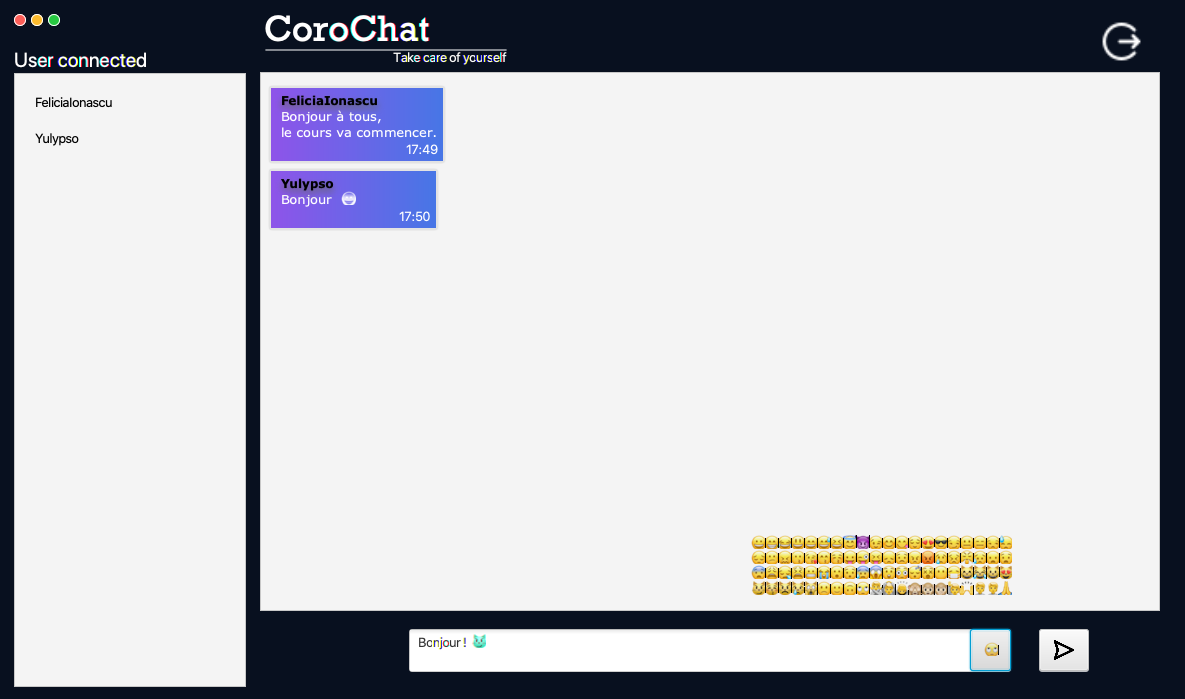 CoroChat
Take care of yourself
User connected
FeliciaIonascu
Yulypso
FeliciaIonascu
Bonjour à tous,
le cours va commencer.
17:49
Yulypso
Bonjour
17:50
Bonjour !